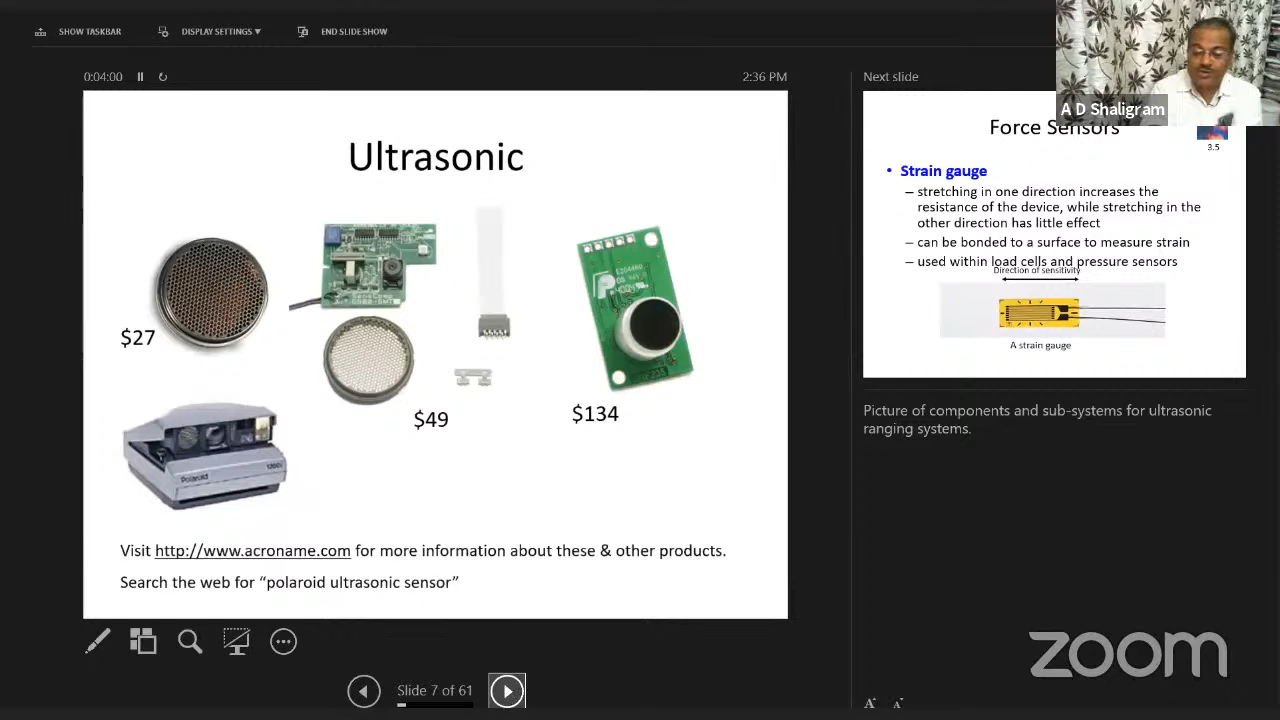 SHOW TASKBAR
DISPLAY SETTINGS ▼
END SLIDE SHOW
0:04:00
2:36 PM
Next slide
A D Shaligram
Ultrasonic
$27
$49
$134
Polaroid
1200i
Visit http://www.acroname.com for more information about these & other products.
Search the web for “polaroid ultrasonic sensor”
Force Sensors
3.5
• Strain gauge
– stretching in one direction increases the
resistance of the device, while stretching in the
other direction has little effect
– can be bonded to a surface to measure strain
– used within load cells and pressure sensors
Direction of sensitivity
A strain gauge
Picture of components and sub-systems for ultrasonic
ranging systems.
Slide 7 of 61
zoom